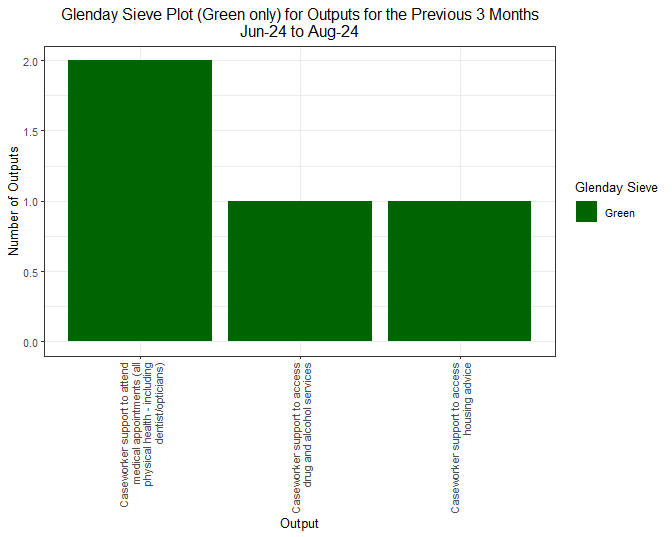 Glenday Sieve Plot (Green only) for Outputs for the Previous 3 Months
Jun-24 to Aug-24
Number of Outputs
2.0
1.5
1.0
0.5
0.0
Caseworker support to attend
medical appointments (all
physical health - including
dentist/opticians)
Caseworker support to access
drug and alcohol services
Caseworker support to access
housing advice
Output
Glenday Sieve
Green